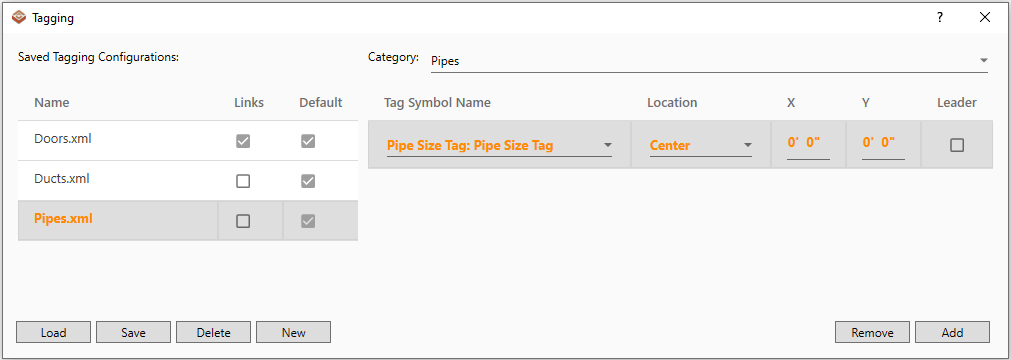 Tagging ?
Saved Tagging Configurations:
Category: Pipes
Name Links Default
Doors.xml
Ducts.xml
Pipes.xml
Tag Symbol Name Location X Y Leader
Pipe Size Tag: Pipe Size Tag Center 0' 0" 0' 0"
Load Save Delete New Remove Add